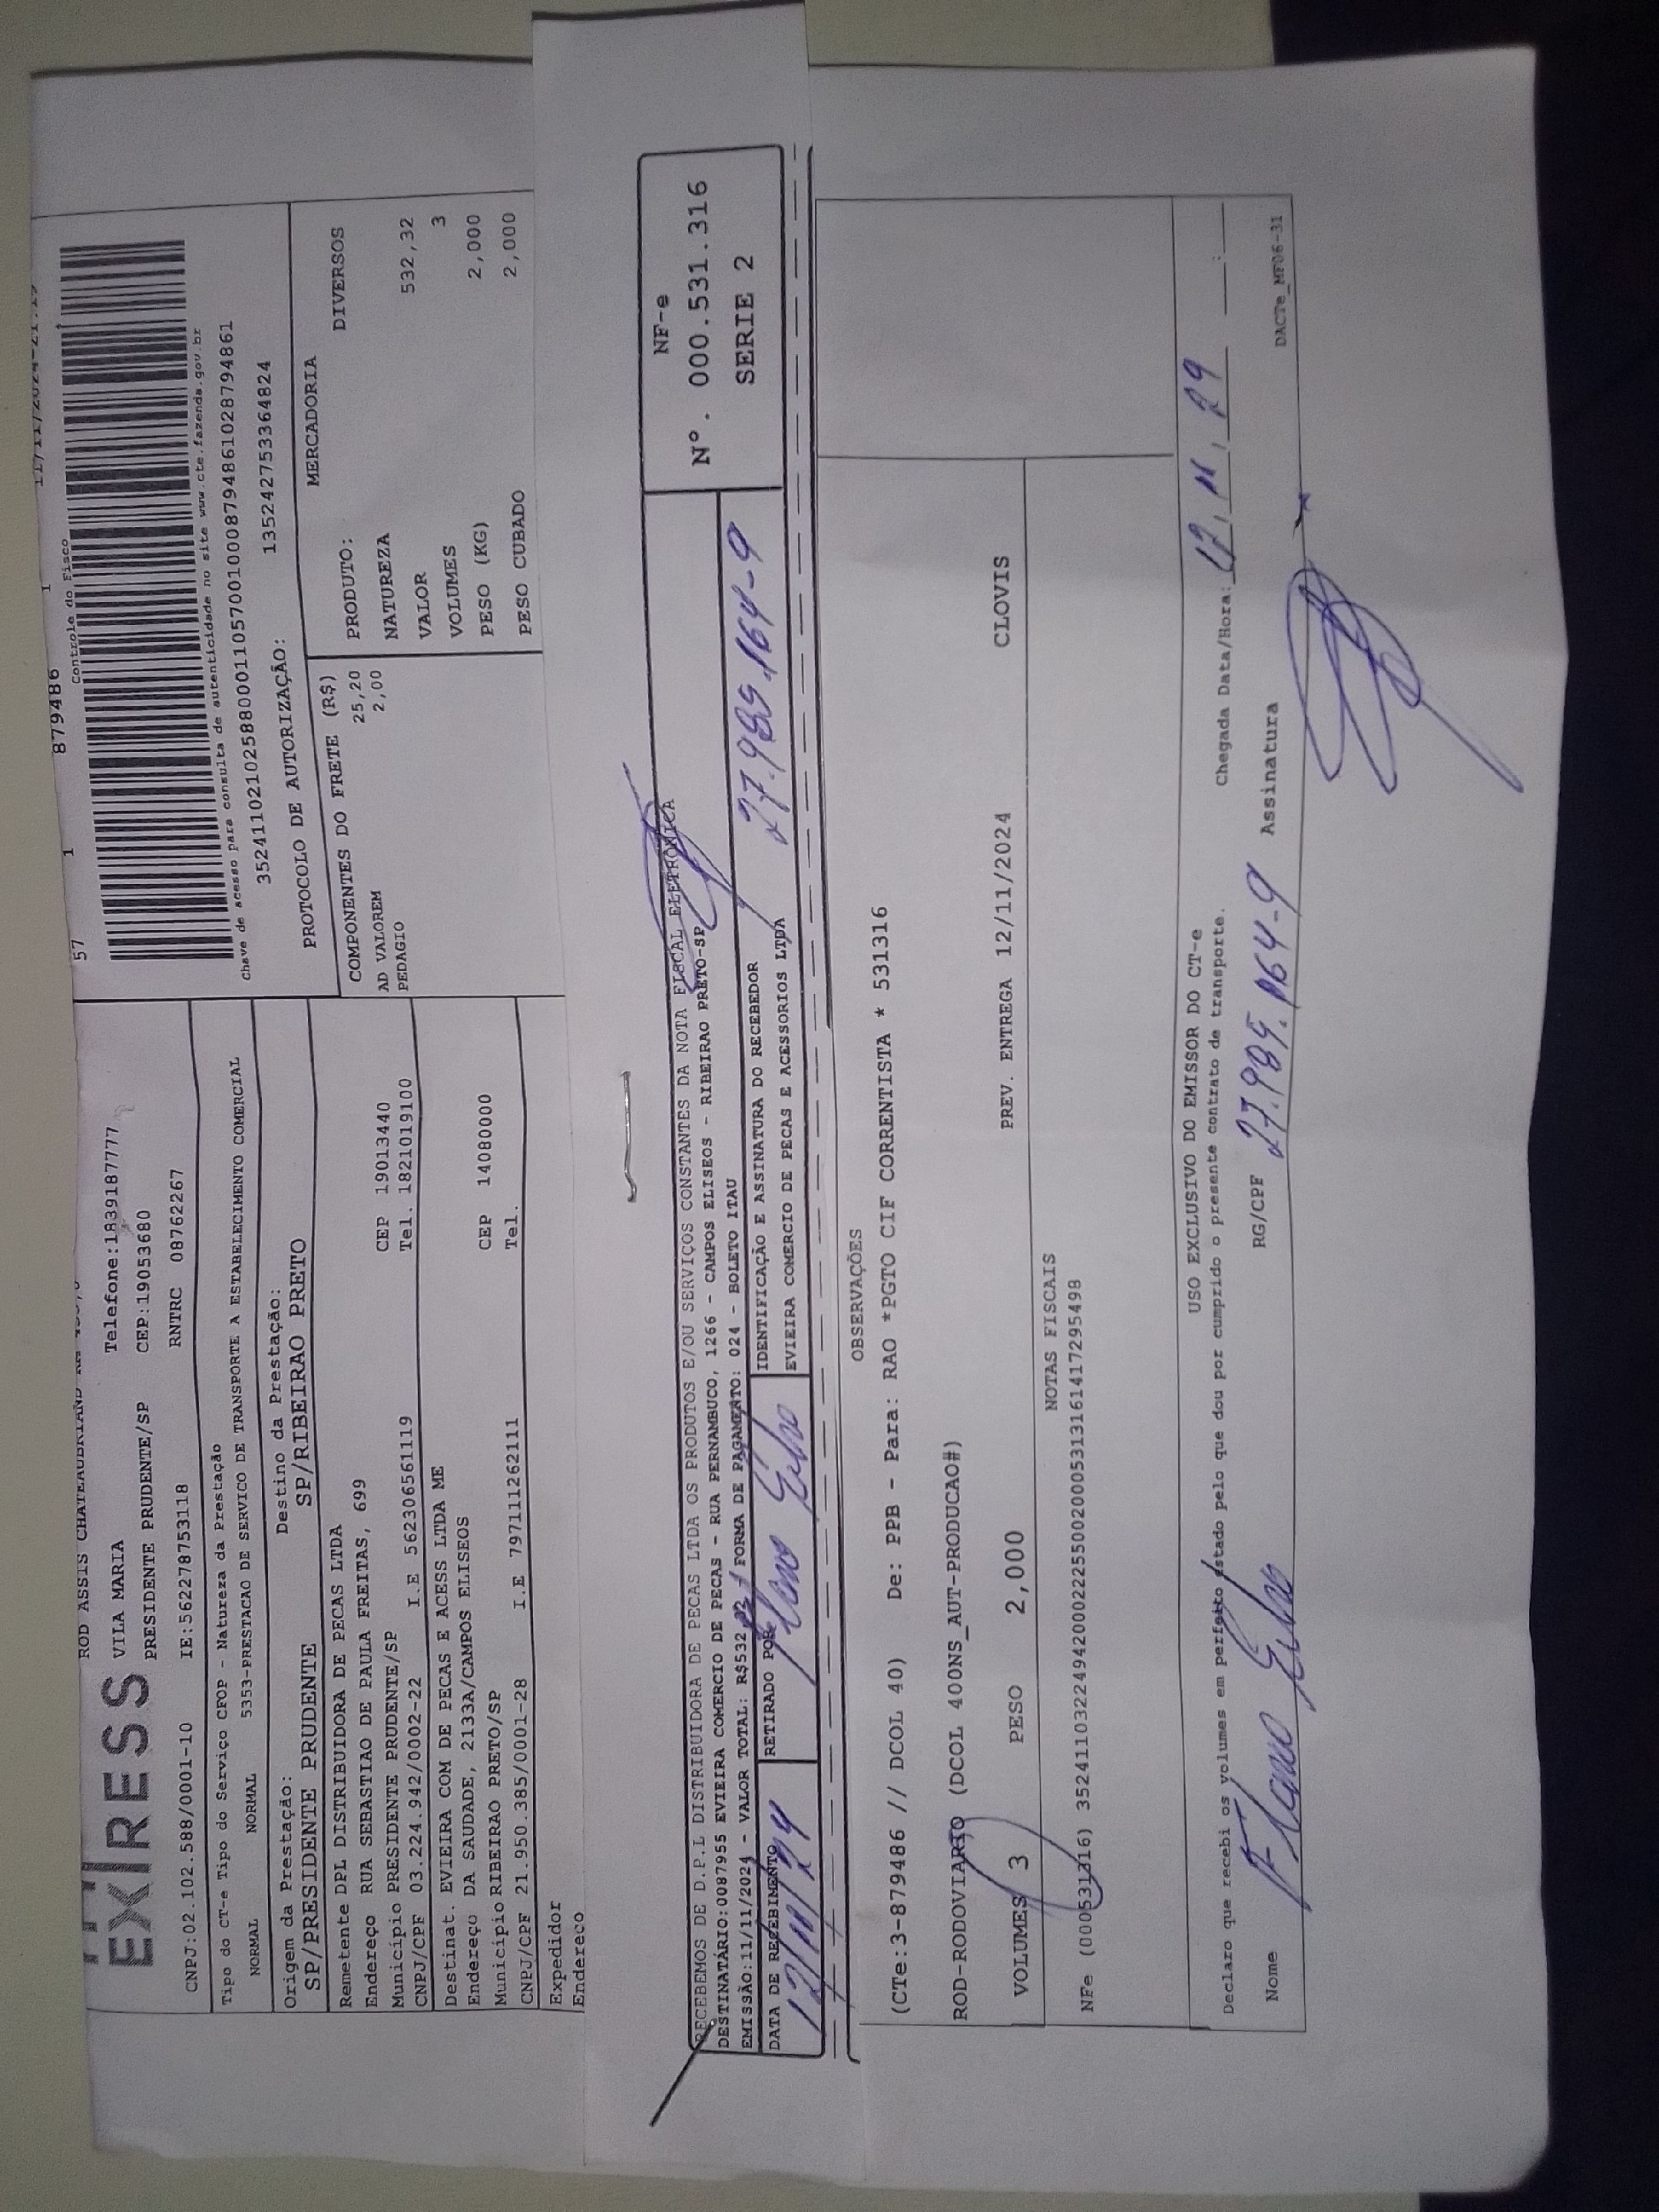 57 1 879486 1
Controle do Fisco
ROD ASSIS
EXPRESS
VILA MARIA
Telefone:1839187777
PRESIDENTE PRUDENTE/SP CEP:19053680
CNPJ:02.102.588/0001-10 IE:562278753118 RNTRC 08762267
Chave de acesso para consulta de autenticidade no site www.cte.fazenda.gov.br
PROTOCOLO DE AUTORIZAÇÃO: 135242753364824
Tipo do CT-e Tipo do Serviço CFOP - Natureza da Prestação
NORMAL NORMAL 5353-PRESTACAO DE SERVICO DE TRANSPORTE A ESTABELECIMENTO COMERCIAL
Origem da Prestação: Destino da Prestação:
SP/PRESIDENTE PRUDENTE SP/RIBEIRAO PRETO
Remetente DPL DISTRIBUIDORA DE PECAS LTDA
Endereço RUA SEBASTIAO DE PAULA FREITAS, 699
Município PRESIDENTE PRUDENTE/SP CEP 19013440
CNPJ/CPF 03.224.942/0002-22 I.E 562306561119 Tel. 1821019100
Destinat. EVIEIRA COM DE PECAS E ACESS LTDA ME
Endereço DA SAUDADE, 2133A/CAMPOS ELISEOS
Município RIBEIRAO PRETO/SP CEP 14080000
CNPJ/CPF 21.950.385/0001-28 I.E 797111262111 Tel.
Expedidor
Endereco
COMPONENTES DO FRETE (R$)
AD VALOREM 25,20
PEDAGIO 2,00
MERCADORIA
PRODUTO: DIVERSOS
NATUREZA
VALOR 532,32
VOLUMES 3
PESO (KG) 2,000
PESO CUBADO 2,000
RECEBEMOS DE D.P.L DISTRIBUIDORA DE PECAS LTDA OS PRODUTOS E/OU SERVIÇOS CONSTANTES DA NOTA FISCAL ELETRÔNICA
DESTINATÁRIO:0087955 EVIEIRA COMERCIO DE PECAS - RUA PERNAMBUCO, 1266 - CAMPOS ELISEOS - RIBEIRAO PRETO-SP
EMISSÃO:11/11/2024 - VALOR TOTAL: R$532 FORMA DE PAGAMENTO: 024 - BOLETO ITAU
DATA DE RECEBIMENTO RETIRADO POR IDENTIFICAÇÃO E ASSINATURA DO RECEBEDOR
12/11/24 27.989.164-9
EVIEIRA COMERCIO DE PECAS E ACESSORIOS LTDA
NF-e
Nº. 000.531.316
SERIE 2
OBSERVAÇÕES
(CTe:3-879486 // DCOL 40) De: PPB - Para: RAO *PGTO CIF CORRENTISTA * 531316
ROD-RODOVIARIO (DCOL 400NS_AUT-PRODUCAO#)
VOLUMES 3 PESO 2,000 PREV. ENTREGA 12/11/2024 CLOVIS
NOTAS FISCAIS
NFe (000531316) 35241103224942000222550020005313161417295498
USO EXCLUSIVO DO EMISSOR DO CT-e
Declaro que recebi os volumes em perfeito estado pelo que dou por cumprido o presente contrato de transporte. Chegada Data/Hora:
Nome RG/CPF 27.989.164-9 Assinatura
DACTe_MF06-31